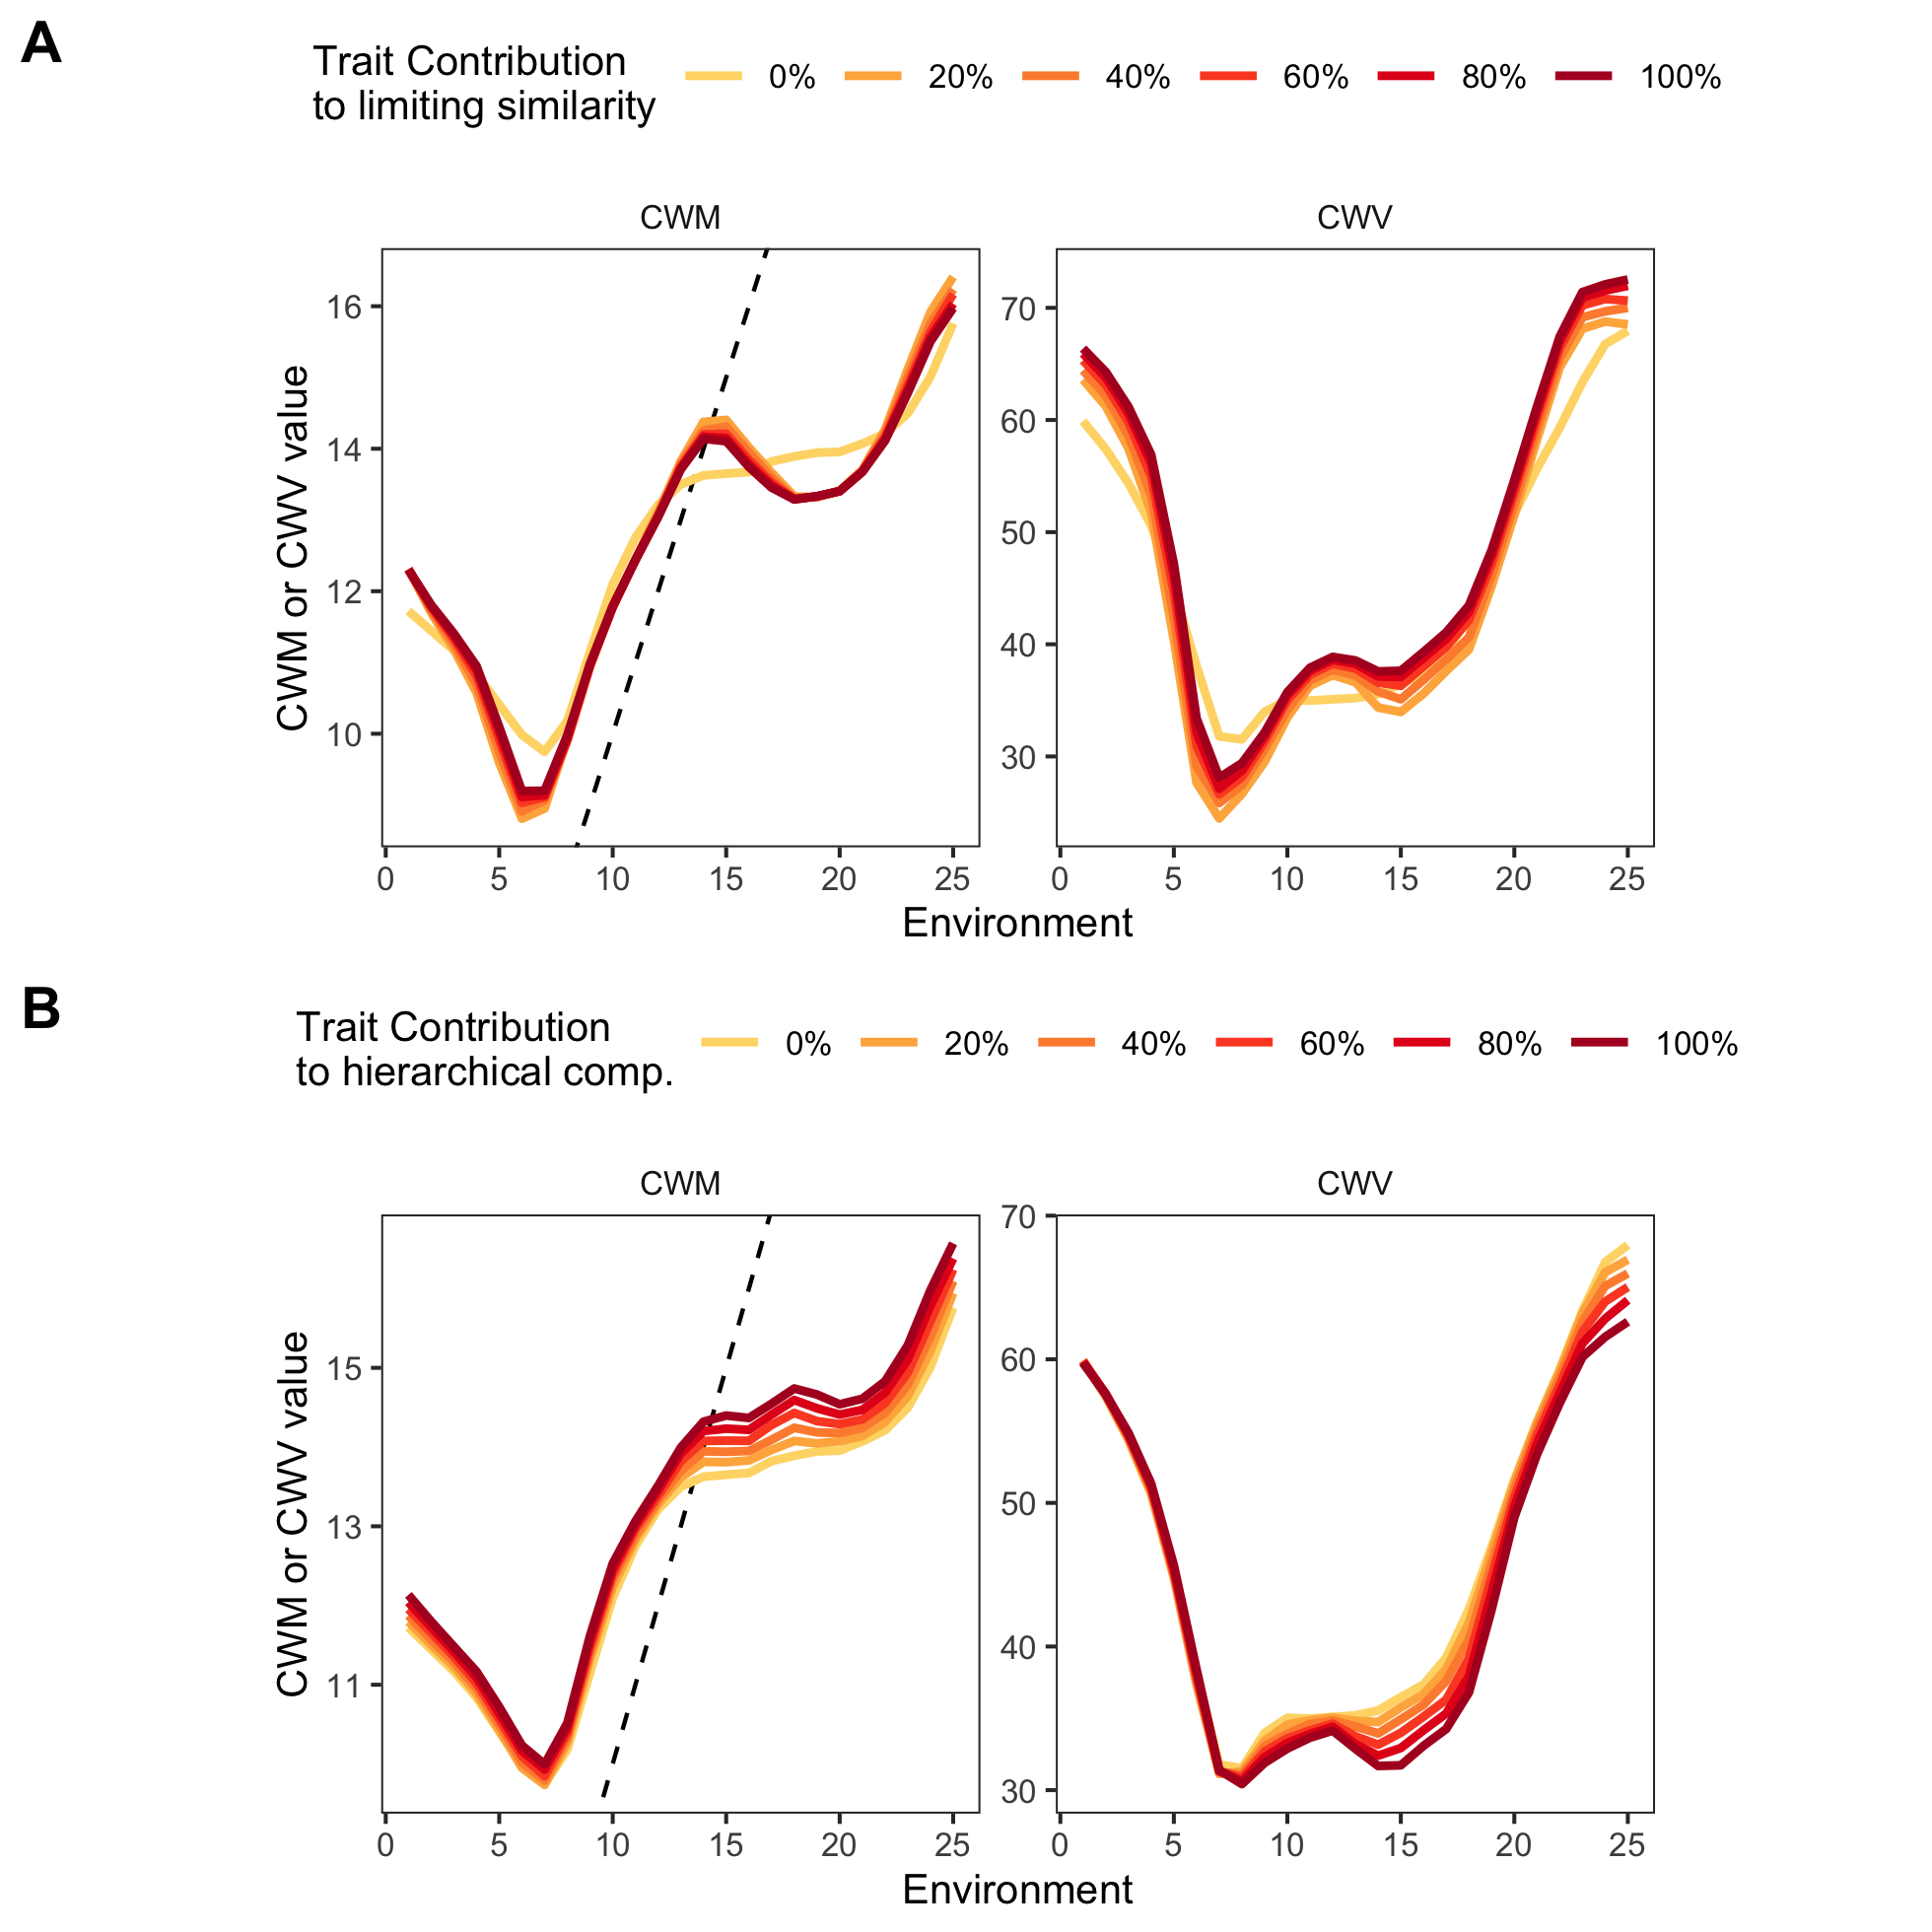 A
Trait Contribution
to limiting similarity
0% 20% 40% 60% 80% 100%
CWM CWV
CWM or CWV value
16
14
12
10
70
60
50
40
30
0 5 10 15 20 25
0 5 10 15 20 25
Environment
B
Trait Contribution
to hierarchical comp.
0% 20% 40% 60% 80% 100%
CWM CWV
CWM or CWV value
15
13
11
70
60
50
40
30
0 5 10 15 20 25
0 5 10 15 20 25
Environment